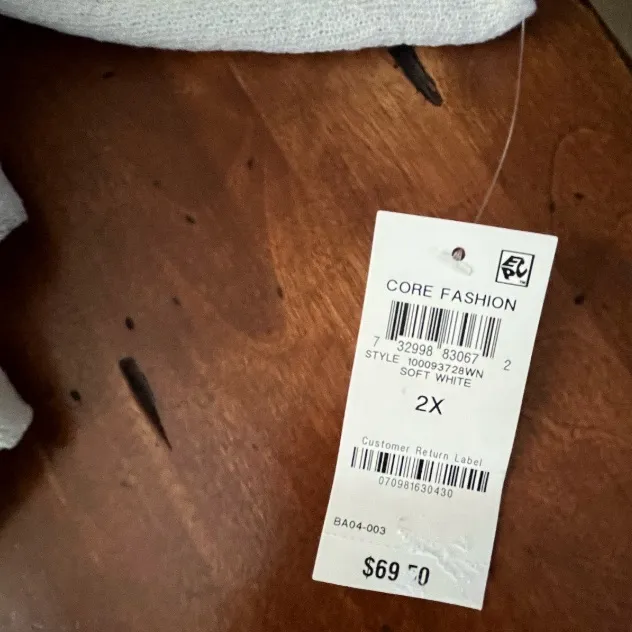 CORE FASHION
7 32998 83067 2
STYLE 100093728WN
SOFT WHITE
2X
Customer Return Label
070981630430
BA04-003
$69 50